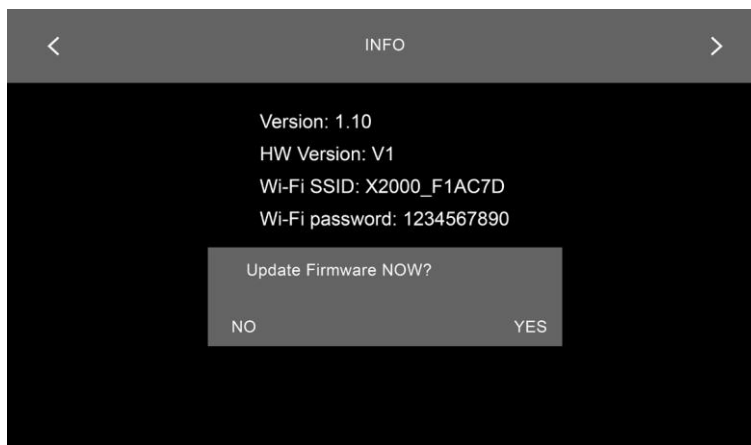 INFO
Version: 1.10
HW Version: V1
Wi-Fi SSID: X2000_F1AC7D
Wi-Fi password: 1234567890
Update Firmware NOW?
NO YES